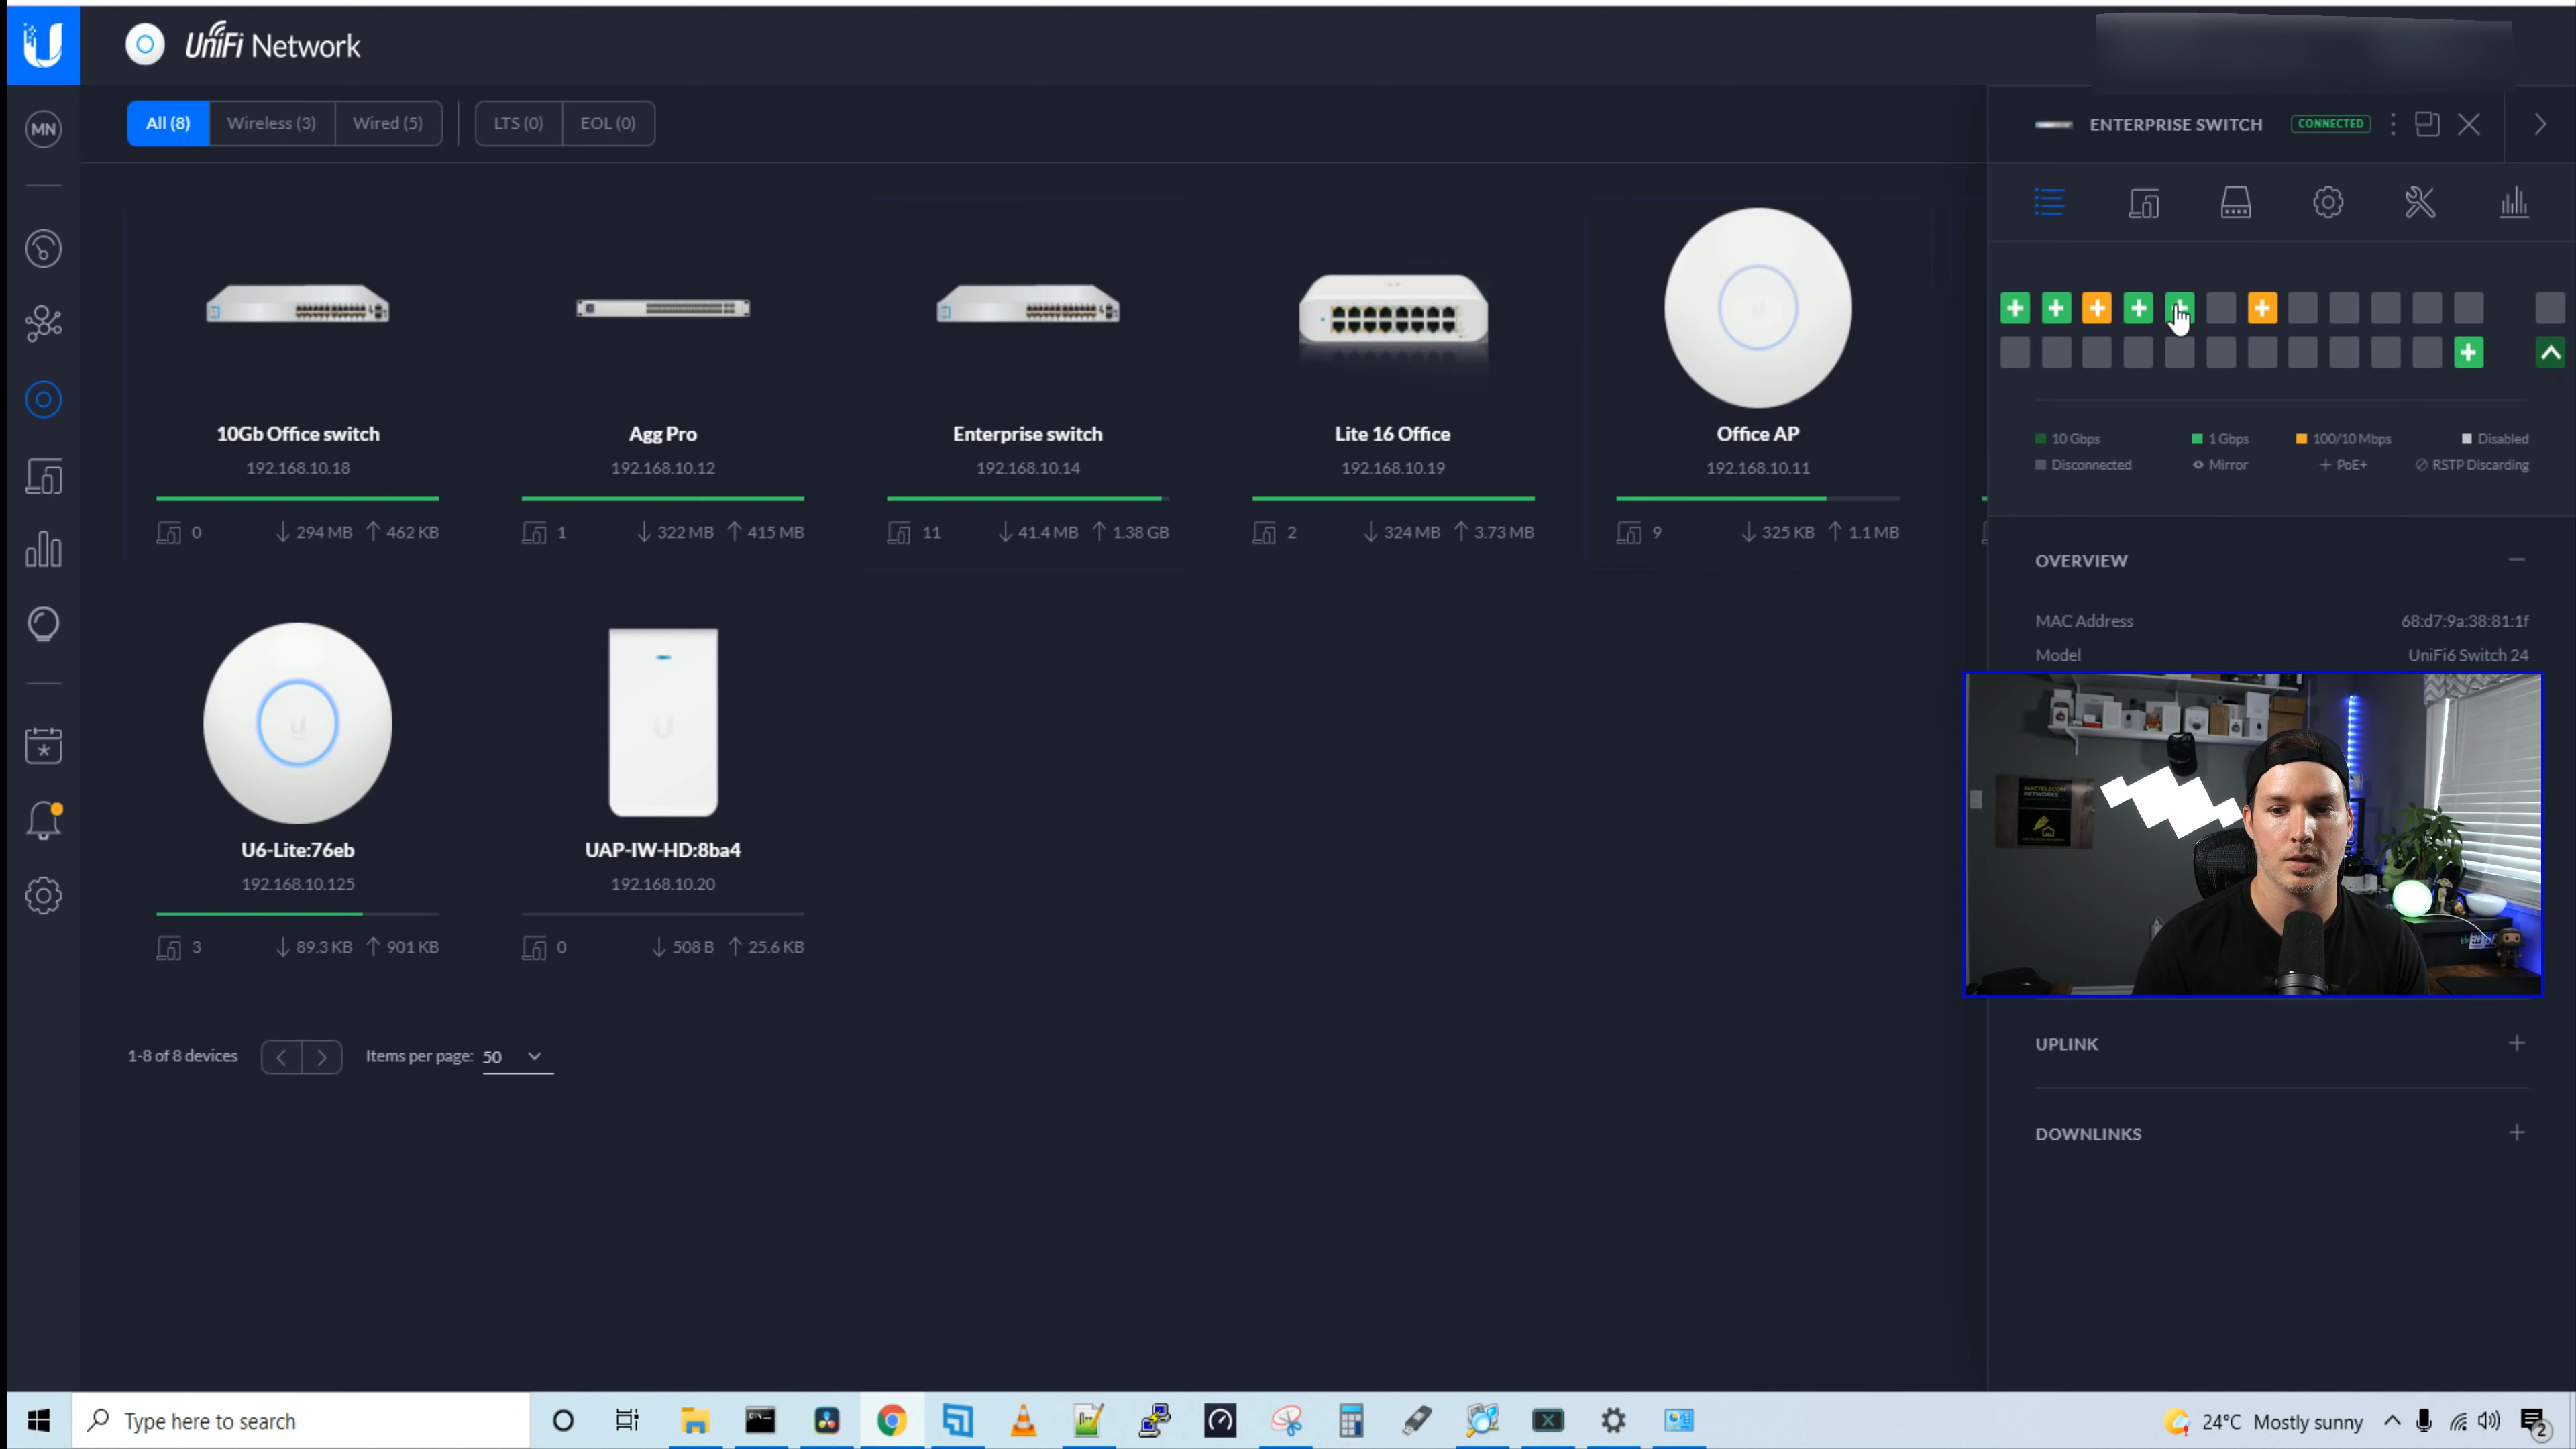 UniFi Network
MN
All (8)
Wireless (3)
Wired (5)
LTS (0)
EOL (0)
ENTERPRISE SWITCH
CONNECTED
10 Gbps
1 Gbps
100/10 Mbps
Disabled
Disconnected
Mirror
PoE+
RSTP Discarding
10Gb Office switch
Agg Pro
Enterprise switch
Lite 16 Office
Office AP
192.168.10.18
192.168.10.12
192.168.10.14
192.168.10.19
192.168.10.11
0 294 MB 462 KB
1 322 MB 415 MB
11 41.4 MB 1.38 GB
2 324 MB 3.73 MB
9 325 KB 1.1 MB
OVERVIEW
MAC Address 68:d7:9a:38:81:1f
Model UniFi6 Switch 24
MACTELECOM
NETWORKS
U6-Lite:76eb
UAP-IW-HD:8ba4
192.168.10.125
192.168.10.20
3 89.3 KB 901 KB
0 508 B 25.6 KB
UPLINK
DOWNLINKS
1-8 of 8 devices
Items per page: 50
Type here to search
24°C Mostly sunny
2